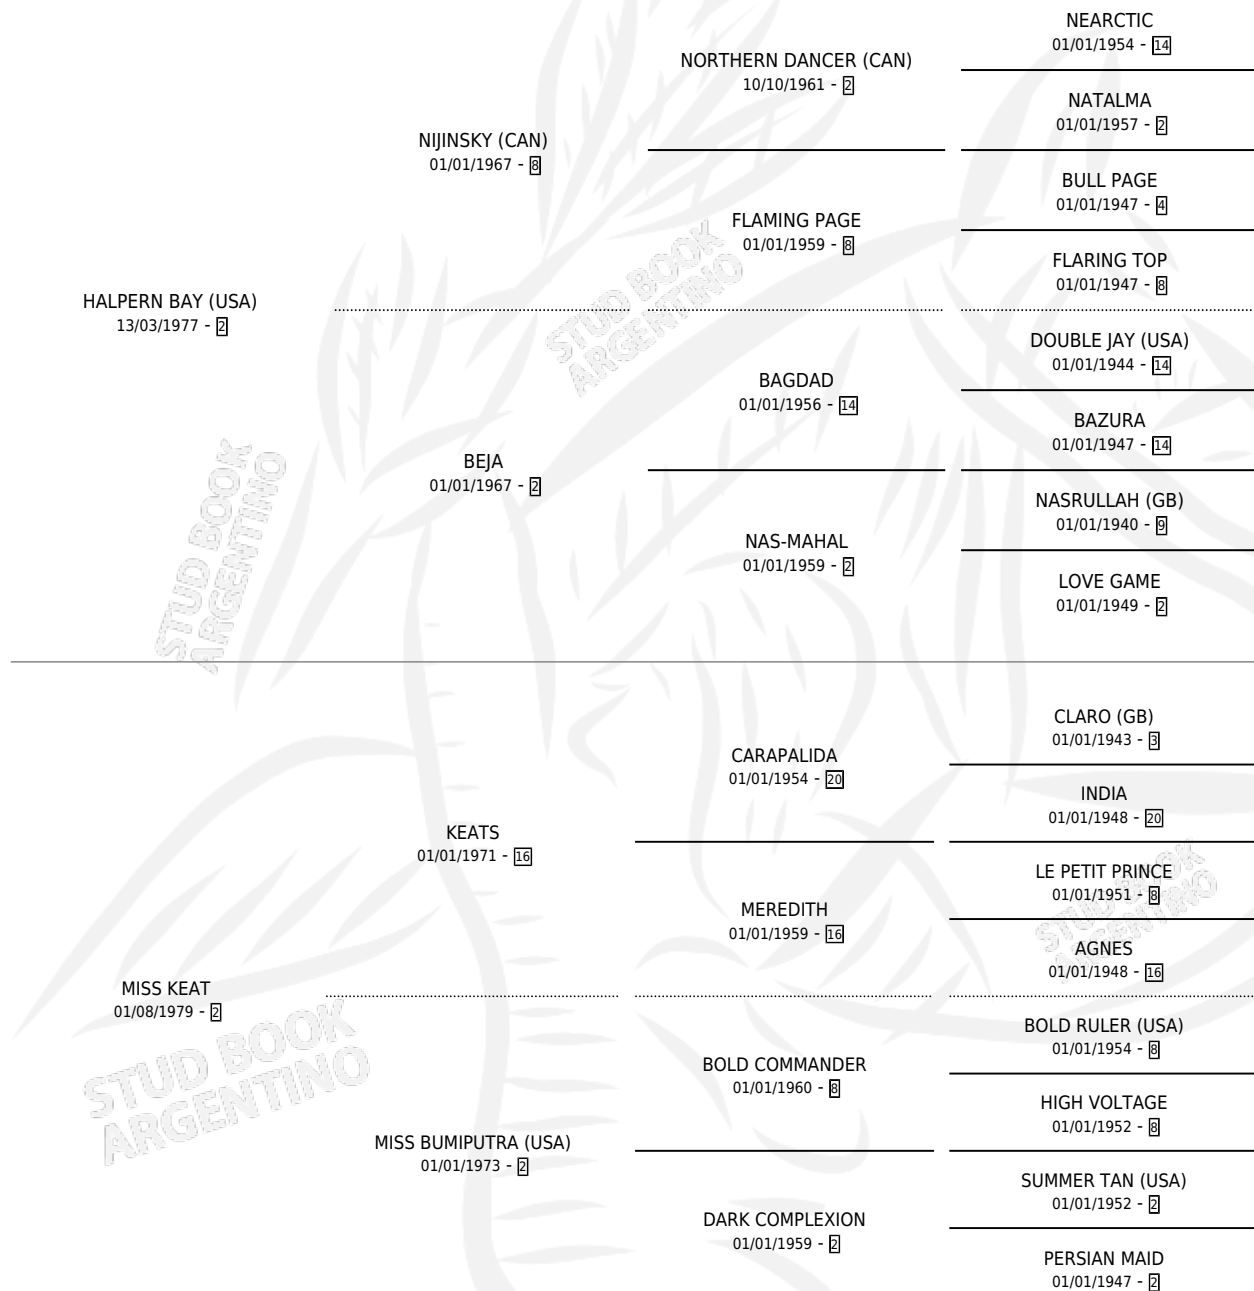 NEARCTIC
01/01/1954 - 14
NORTHERN DANCER (CAN)
10/10/1961 - 2
NATALMA
01/01/1957 - 2
NIJINSKY (CAN)
01/01/1967 - 8
BULL PAGE
01/01/1947 - 4
FLAMING PAGE
01/01/1959 - 8
FLARING TOP
01/01/1947 - 8
HALPERN BAY (USA)
13/03/1977 - 2
DOUBLE JAY (USA)
01/01/1944 - 14
BAGDAD
01/01/1956 - 14
BAZURA
01/01/1947 - 14
BEJA
01/01/1967 - 2
NASRULLAH (GB)
01/01/1940 - 9
NAS-MAHAL
01/01/1959 - 2
LOVE GAME
01/01/1949 - 2
CLARO (GB)
01/01/1943 - 3
CARAPALIDA
01/01/1954 - 20
INDIA
01/01/1948 - 20
KEATS
01/01/1971 - 16
LE PETIT PRINCE
01/01/1951 - 8
MEREDITH
01/01/1959 - 16
AGNES
01/01/1948 - 16
MISS KEAT
01/08/1979 - 2
BOLD RULER (USA)
01/01/1954 - 8
BOLD COMMANDER
01/01/1960 - 8
HIGH VOLTAGE
01/01/1952 - 8
MISS BUMIPUTRA (USA)
01/01/1973 - 2
SUMMER TAN (USA)
01/01/1952 - 2
DARK COMPLEXION
01/01/1959 - 2
PERSIAN MAID
01/01/1947 - 2
STUD BOOK
ARGENTINO
STUD BOOK
ARGENTINO
STUD BOOK
ARGENTINO
STUD BOOK
ARGENTINO